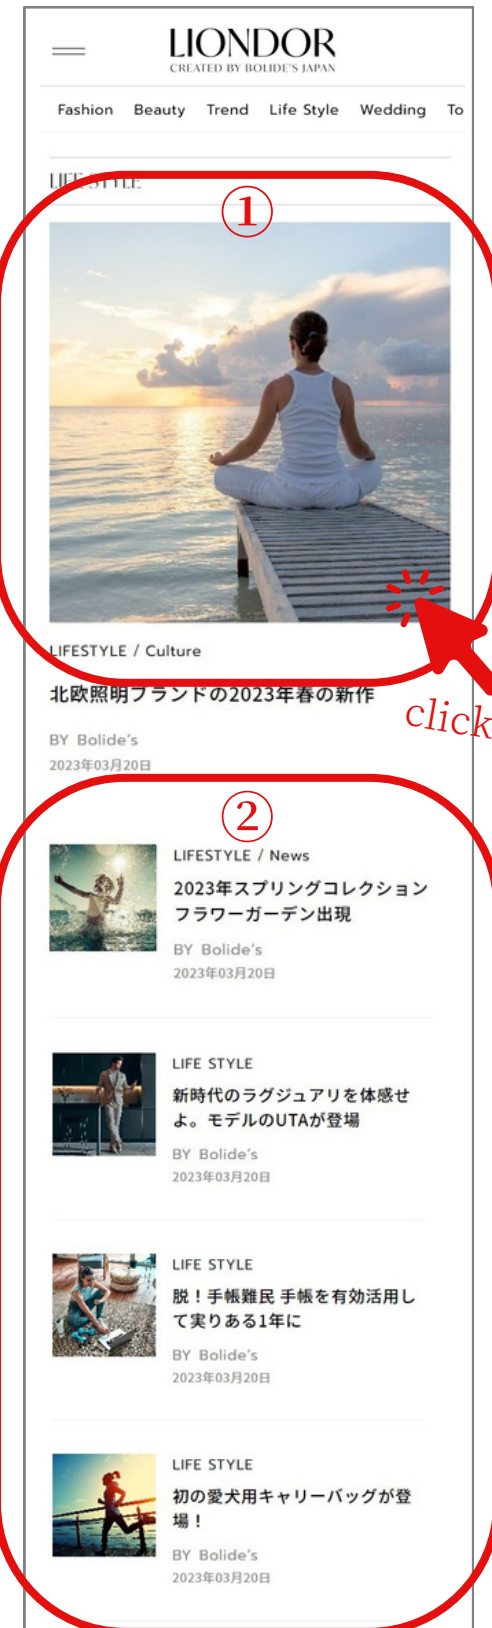 LIONDOR
CREATED BY BOLIDE'S JAPAN
Fashion Beauty Trend Life Style Wedding To
LIFE STYLE
①
click
LIFESTYLE / Culture
北欧照明ブランドの2023年春の新作
BY Bolide's
2023年03月20日
②
LIFESTYLE / News
2023年スプリングコレクション
フラワーガーデン出現
BY Bolide's
2023年03月20日
LIFE STYLE
新時代のラグジュアリを体感せ
よ。モデルのUTAが登場
BY Bolide's
2023年03月20日
LIFE STYLE
脱！手帳難民 手帳を有効活用し
て実りある1年に
BY Bolide's
2023年03月20日
LIFE STYLE
初の愛犬用キャリーバッグが登
場！
BY Bolide's
2023年03月20日